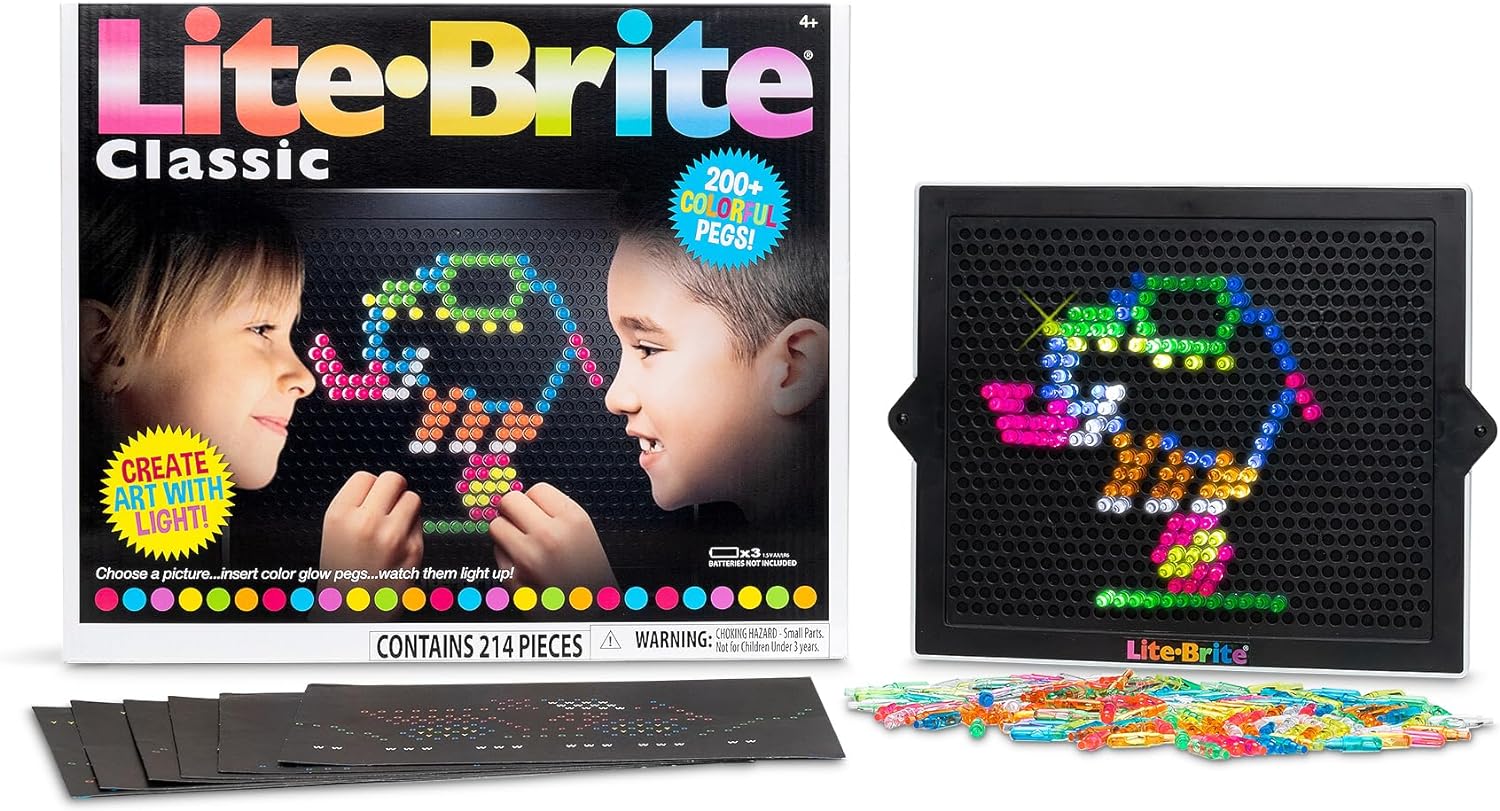 4+
Lite•Brite®
Classic
200+
COLORFUL
PEGS!
CREATE
ART WITH
LIGHT!
x3
BATTERIES NOT INCLUDED
Choose a picture...insert color glow pegs...watch them light up!
CONTAINS 214 PIECES
WARNING: CHOKING HAZARD - Small Parts.
Not for Children Under 3 years.
Lite•Brite®